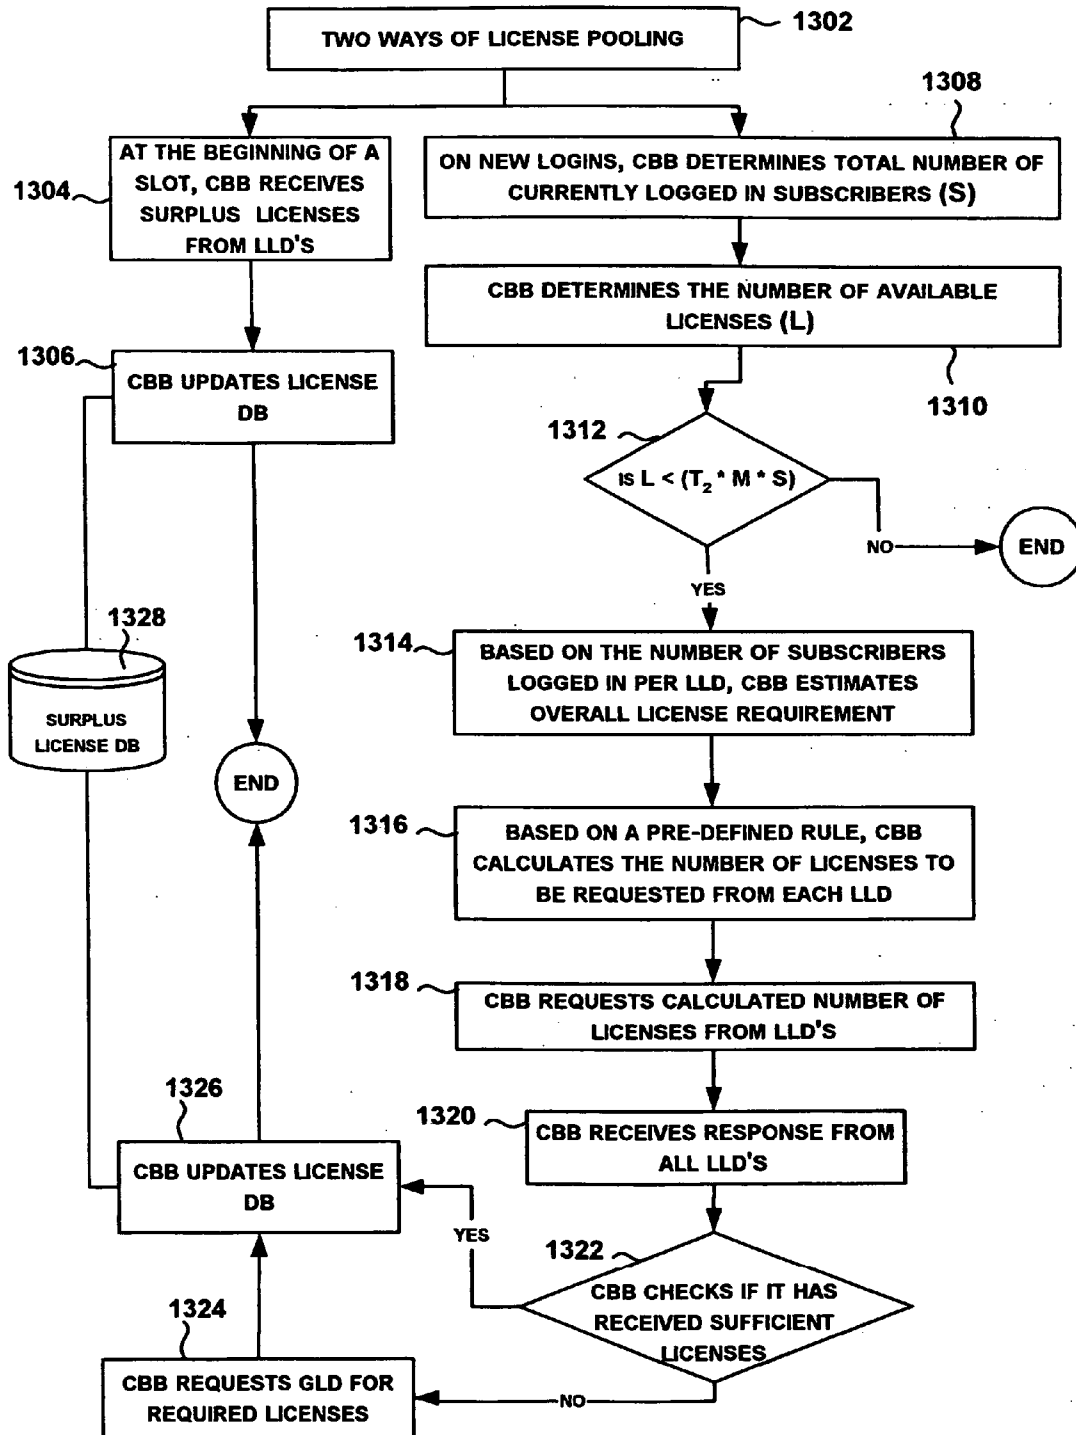 TWO WAYS OF LICENSE POOLING
1302
1308
AT THE BEGINNING OF A
SLOT, CBB RECEIVES
SURPLUS LICENSES
FROM LLD'S
1304
ON NEW LOGINS, CBB DETERMINES TOTAL NUMBER OF
CURRENTLY LOGGED IN SUBSCRIBERS (S)
CBB DETERMINES THE NUMBER OF AVAILABLE
LICENSES (L)
1310
1306
CBB UPDATES LICENSE
DB
1312
IS L < (T₂ * M * S)
NO
END
YES
1328
SURPLUS
LICENSE DB
1314
BASED ON THE NUMBER OF SUBSCRIBERS
LOGGED IN PER LLD, CBB ESTIMATES
OVERALL LICENSE REQUIREMENT
END
1316
BASED ON A PRE-DEFINED RULE, CBB
CALCULATES THE NUMBER OF LICENSES TO
BE REQUESTED FROM EACH LLD
1318
CBB REQUESTS CALCULATED NUMBER OF
LICENSES FROM LLD'S
1320
CBB RECEIVES RESPONSE FROM
ALL LLD'S
1326
CBB UPDATES LICENSE
DB
YES
1322
CBB CHECKS IF IT HAS
RECEIVED SUFFICIENT
LICENSES
1324
CBB REQUESTS GLD FOR
REQUIRED LICENSES
NO